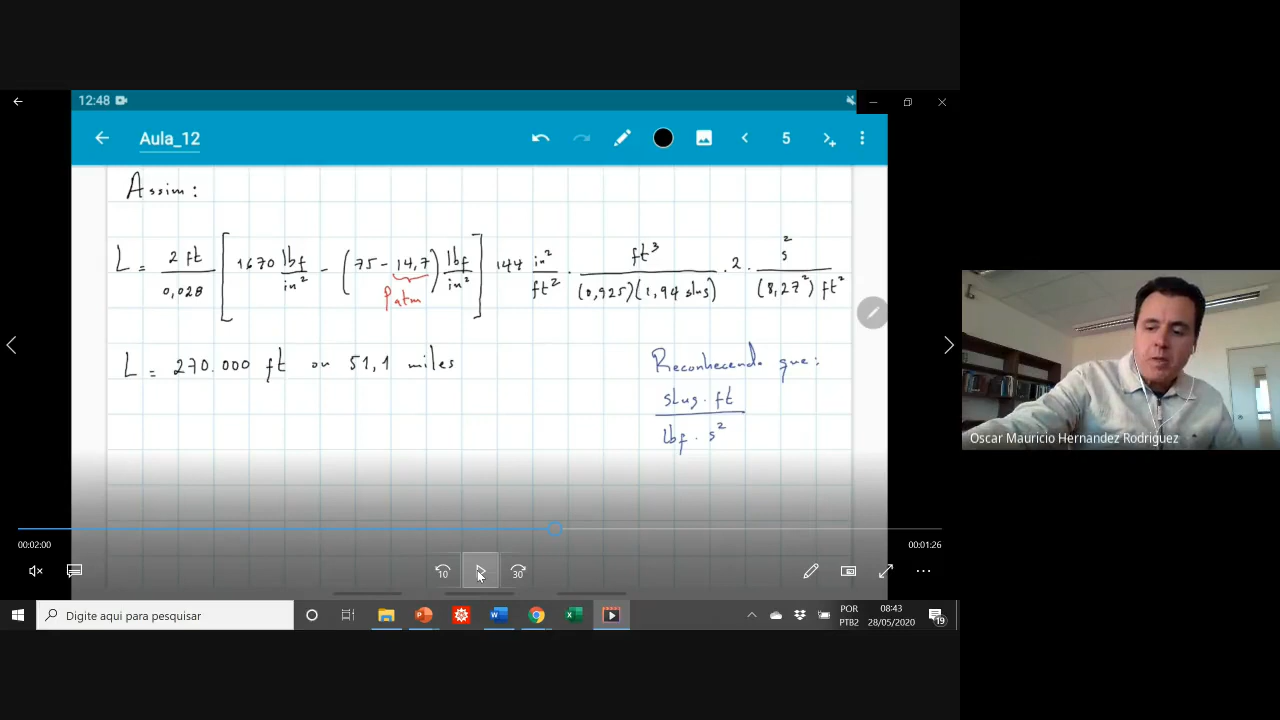 12:48
Aula_12
5
Assim:
L = 2 ft / 0,028 [ 1670 lbf/in² - (75 - 14,7) lbf/in² ] 144 in²/ft² . ft³ / (0,925)(1,94 slug) . 2 . s² / (8,27²) ft²
Patm
L = 270.000 ft ou 51,1 miles
Reconhecendo que:
slug . ft
lbf . s²
Oscar Mauricio Hernandez Rodriguez
00:02:00
00:01:26
10
30
Digite aqui para pesquisar
POR
PTB2
08:43
28/05/2020
19